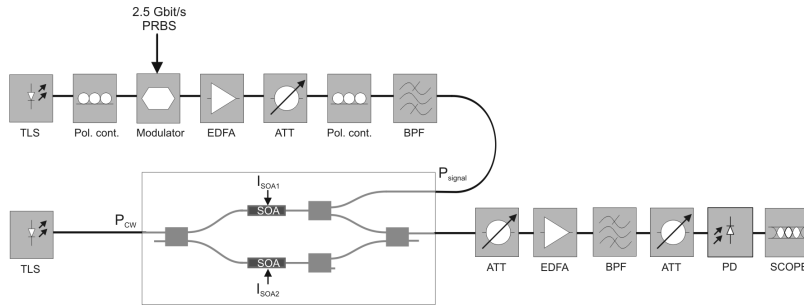 2.5 Gbit/s
PRBS
TLS Pol. cont. Modulator EDFA ATT Pol. cont. BPF
I_SOA1
P_signal
SOA
P_CW
TLS
SOA
I_SOA2
ATT EDFA BPF ATT PD SCOPE